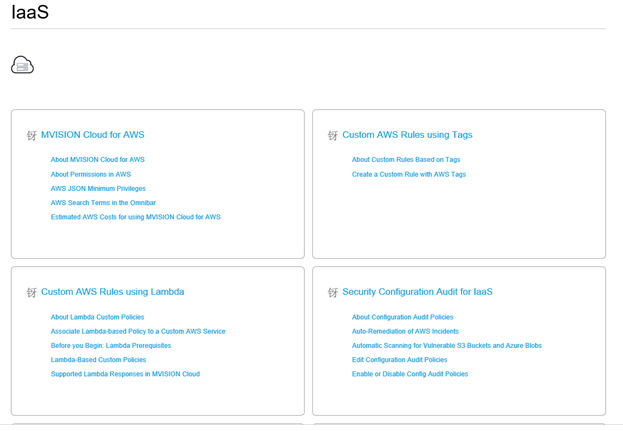 IaaS
MVISION Cloud for AWS
About MVISION Cloud for AWS
About Permissions in AWS
AWS JSON Minimum Privileges
AWS Search Terms in the Omnibar
Estimated AWS Costs for using MVISION Cloud for AWS
Custom AWS Rules using Tags
About Custom Rules Based on Tags
Create a Custom Rule with AWS Tags
Custom AWS Rules using Lambda
About Lambda Custom Policies
Associate Lambda-based Policy to a Custom AWS Service
Before you Begin: Lambda Prerequisites
Lambda-Based Custom Policies
Supported Lambda Responses in MVISION Cloud
Security Configuration Audit for IaaS
About Configuration Audit Policies
Auto-Remediation of AWS Incidents
Automatic Scanning for Vulnerable S3 Buckets and Azure Blobs
Edit Configuration Audit Policies
Enable or Disable Config Audit Policies